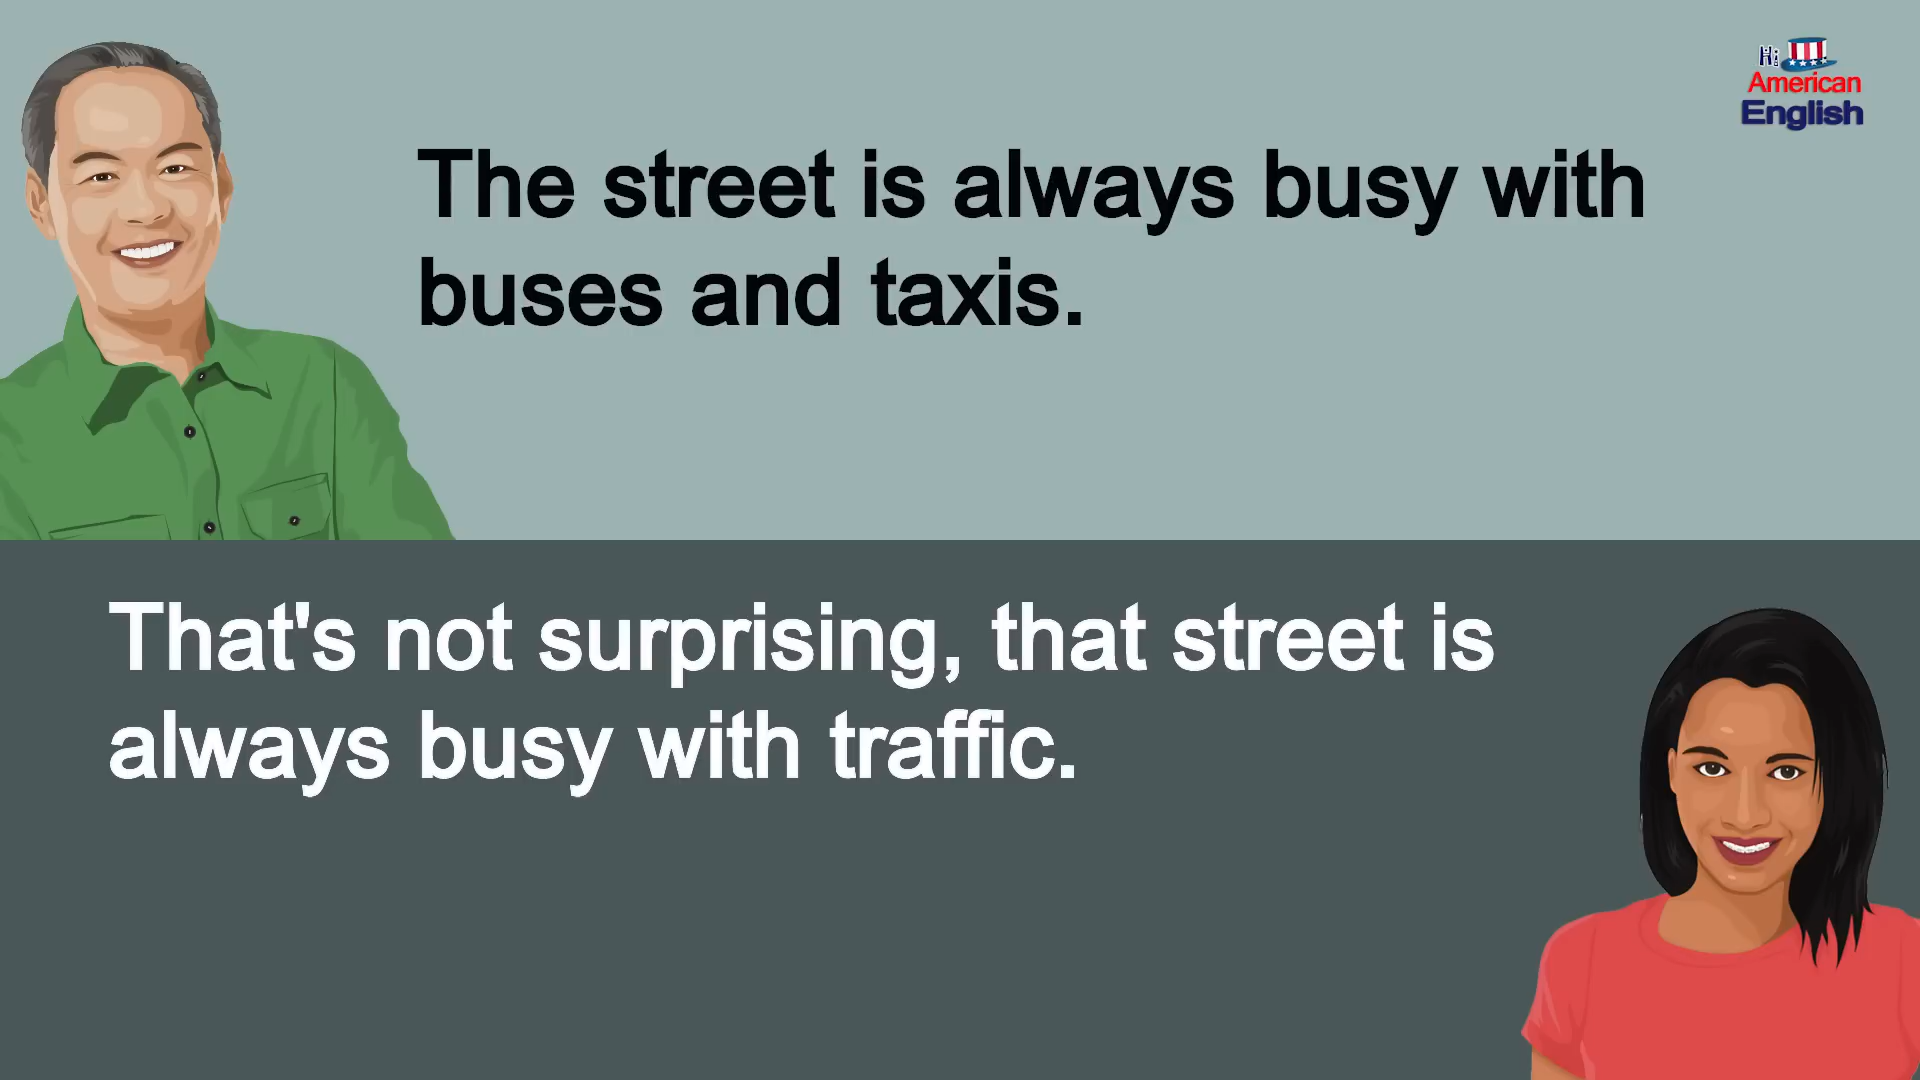 Hi
American
English
The street is always busy with
buses and taxis.
That's not surprising, that street is
always busy with traffic.